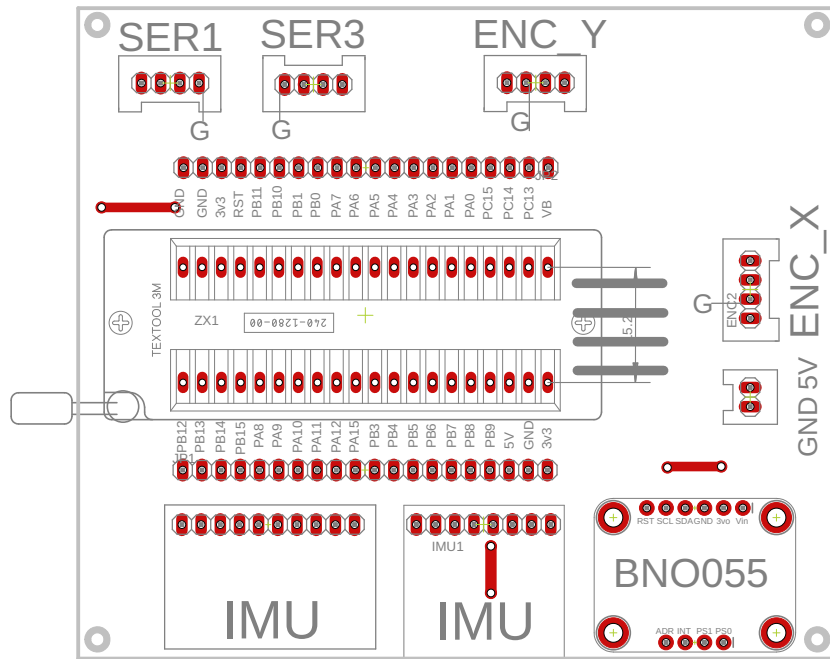 SER1
SER3
ENC_Y
G
G
G
JP2
GND GND 3v3 RST PB11 PB10 PB1 PB0 PA7 PA6 PA5 PA4 PA3 PA2 PA1 PA0 PC15 PC14 PC13 VB
TEXTOOL 3M
ZX1
240-1280-00
ENC_X
ENC2
G
GND 5V
PB12 PB13 PB14 PB15 PA8 PA9 PA10 PA11 PA12 PA15 PB3 PB4 PB5 PB6 PB7 PB8 PB9 5V GND 3v3
JP1
IMU1
IMU
IMU
RST SCL SDA GND 3vo Vin
BNO055
ADR INT PS1 PS0